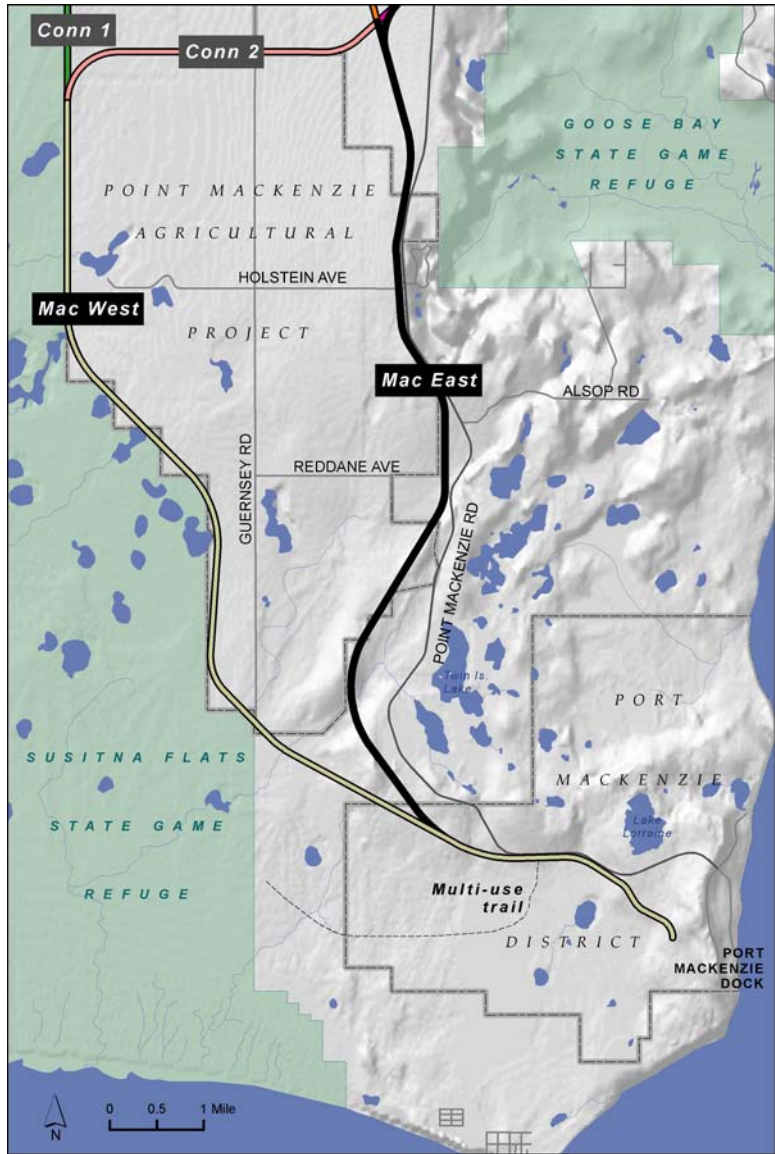 Conn 1
Conn 2
GOOSE BAY
STATE GAME
REFUGE
POINT MACKENZIE
AGRICULTURAL
HOLSTEIN AVE
Mac West
PROJECT
Mac East
ALSOP RD
GUERNSEY RD
REDDANE AVE
POINT MACKENZIE RD
Twin Is.
Lake
PORT
SUSITNA FLATS
MACKENZIE
STATE GAME
Lake
Lorraine
REFUGE
Multi-use
trail
DISTRICT
PORT
MACKENZIE
DOCK
N
0 0.5 1 Mile